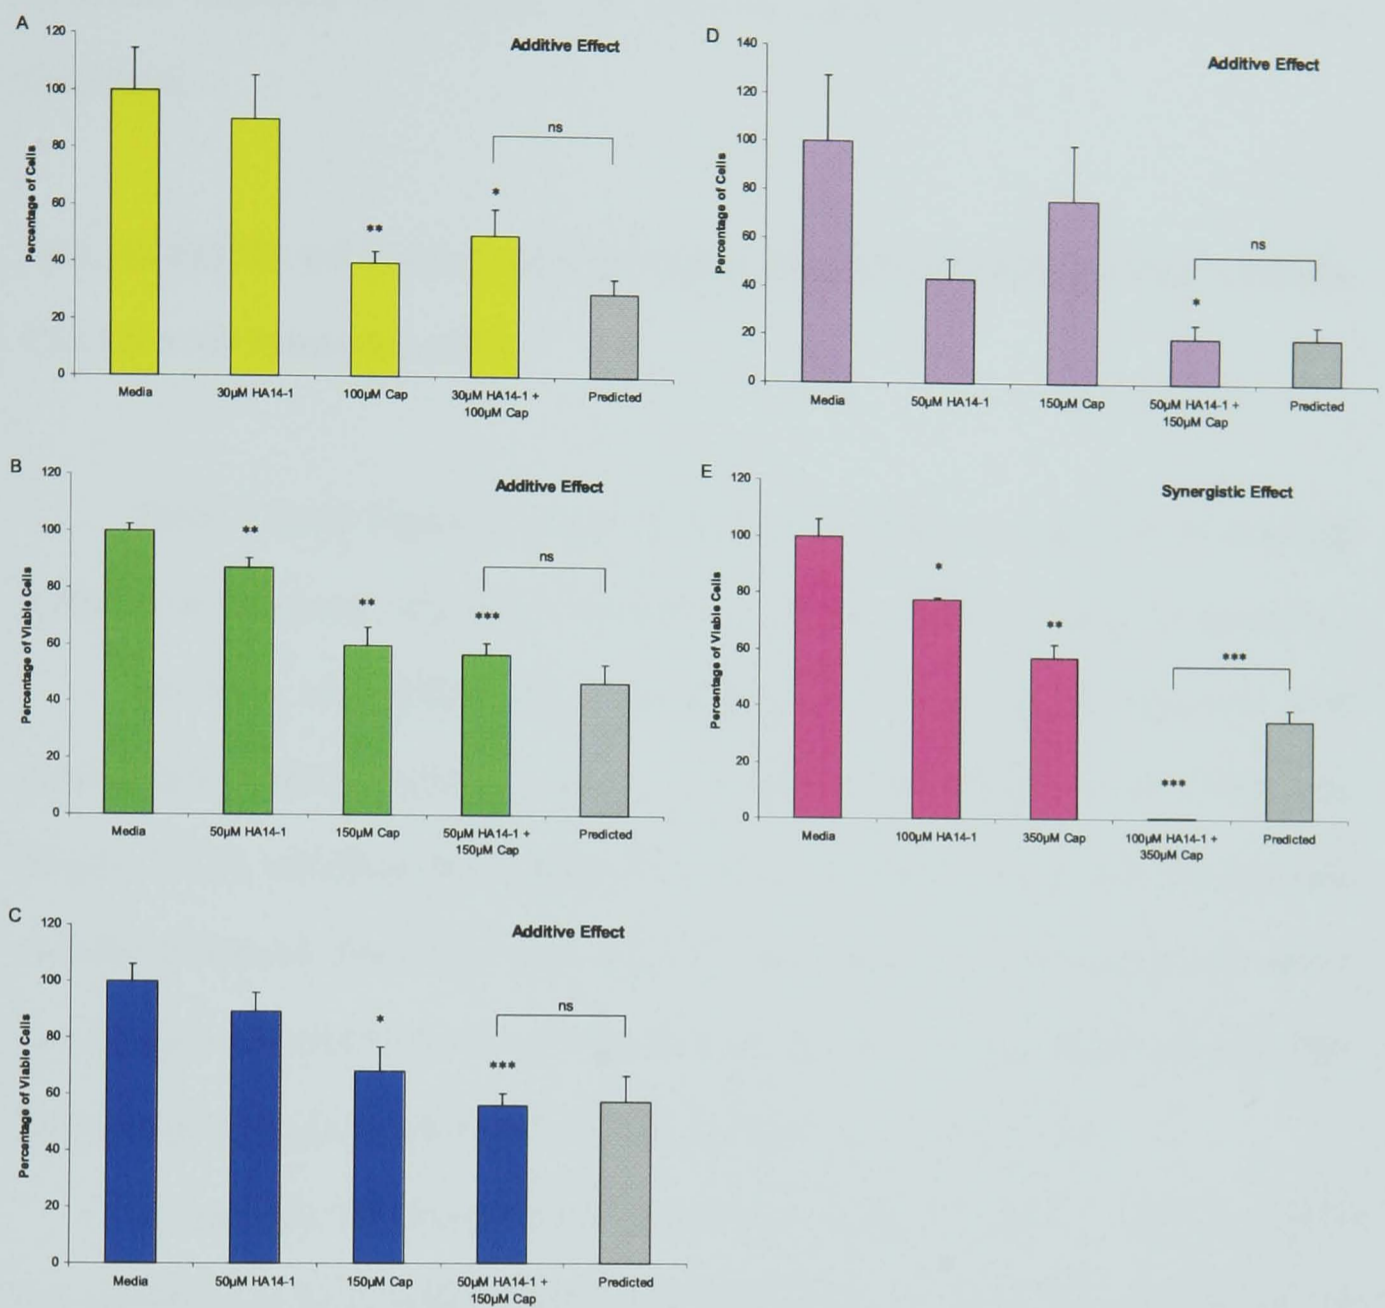 A
Additive Effect
Percentage of Cells
120
100
80
60
40
20
0
**
*
ns
Media
30µM HA14-1
100µM Cap
30µM HA14-1 +
100µM Cap
Predicted
B
Additive Effect
Percentage of Viable Cells
120
100
80
60
40
20
0
**
**
***
ns
Media
50µM HA14-1
150µM Cap
50µM HA14-1 +
150µM Cap
Predicted
C
Additive Effect
Percentage of Viable Cells
120
100
80
60
40
20
0
*
***
ns
Media
50µM HA14-1
150µM Cap
50µM HA14-1 +
150µM Cap
Predicted
D
Additive Effect
Percentage of Cells
140
120
100
80
60
40
20
0
*
ns
Media
50µM HA14-1
150µM Cap
50µM HA14-1 +
150µM Cap
Predicted
E
Synergistic Effect
Percentage of Viable Cells
120
100
80
60
40
20
0
*
**
***
***
Media
100µM HA14-1
350µM Cap
100µM HA14-1 +
350µM Cap
Predicted